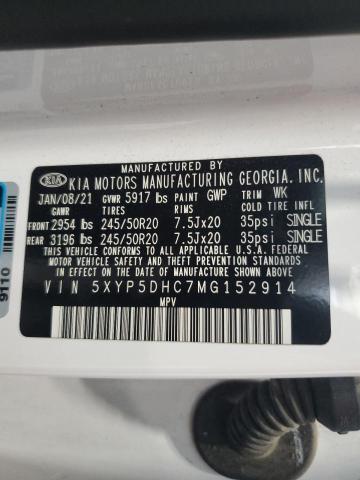 MANUFACTURED BY
KIA KIA MOTORS MANUFACTURING GEORGIA. INC.
JAN/08/21 GVWR 5917 lbs PAINT GWP TRIM WK
GAWR TIRES RIMS COLD TIRE INFL
FRONT 2954 lbs 245/50R20 7.5Jx20 35psi SINGLE
REAR 3196 lbs 245/50R20 7.5Jx20 35psi SINGLE
THIS VEHICLE CONFORMS TO ALL APPLICABLE U.S.A. FEDERAL
MOTOR VEHICLE SAFETY AND THEFT PREVENTION STANDARDS
IN EFFECT ON THE DATE OF MANUFACTURE SHOWN ABOVE.
VIN 5XYP5DHC7MG152914
MPV
9110